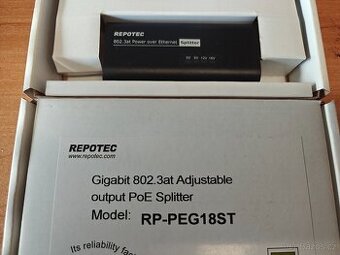 REPOTEC
802.3at Power over Ethernet Splitter
5V 9V 12V 18V
REPOTEC
www.repotec.com
Gigabit 802.3at Adjustable
output PoE Splitter
Model: RP-PEG18ST
Its reliability